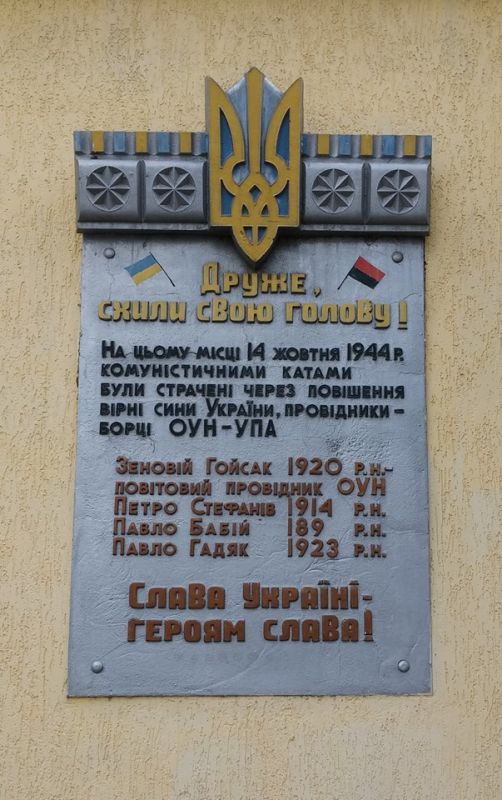 Друже,
схили свою голову!
На цьому місці 14 жовтня 1944 р.
комуністичними катами
були страчені через повішення
вірні сини України, провідники-
борці ОУН-УПА
Зеновій Гойсак 1920 р.н.-
повітовий провідник ОУН
Петро Стефанів 1914 р.н.
Павло Бабій 189 р.н.
Павло Гадяк 1923 р.н.
Слава Україні-
героям слава!